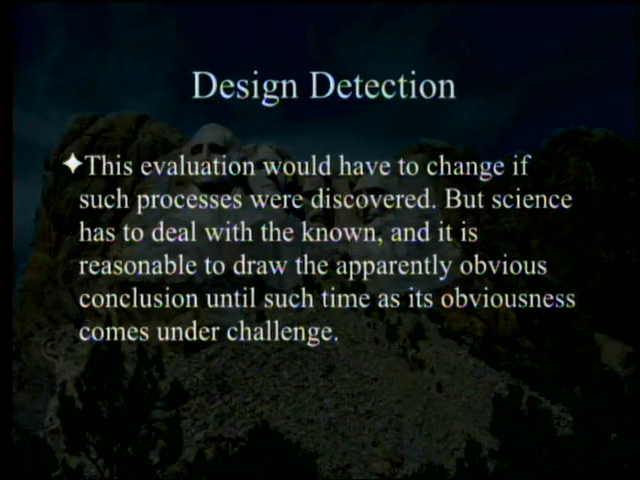 Design Detection
This evaluation would have to change if
such processes were discovered. But science
has to deal with the known, and it is
reasonable to draw the apparently obvious
conclusion until such time as its obviousness
comes under challenge.